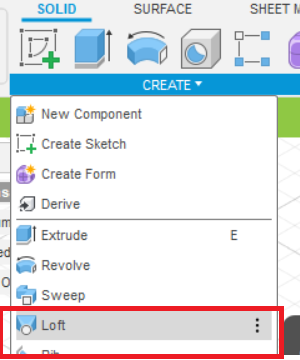 SOLID SURFACE SHEET M
CREATE
New Component
Create Sketch
Create Form
Derive
Extrude E
Revolve
Sweep
Loft
Rib